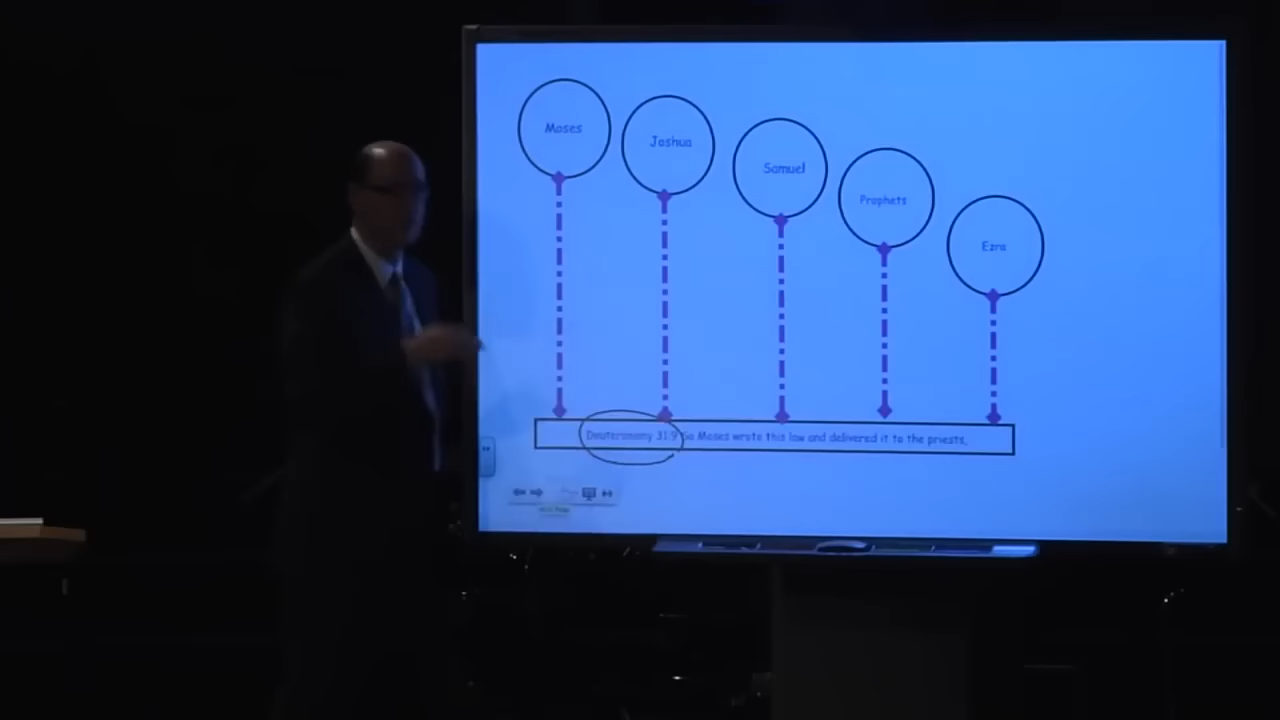 Moses
Joshua
Samuel
Prophets
Ezra
Deuteronomy 31:9 So Moses wrote this law and delivered it to the priests,